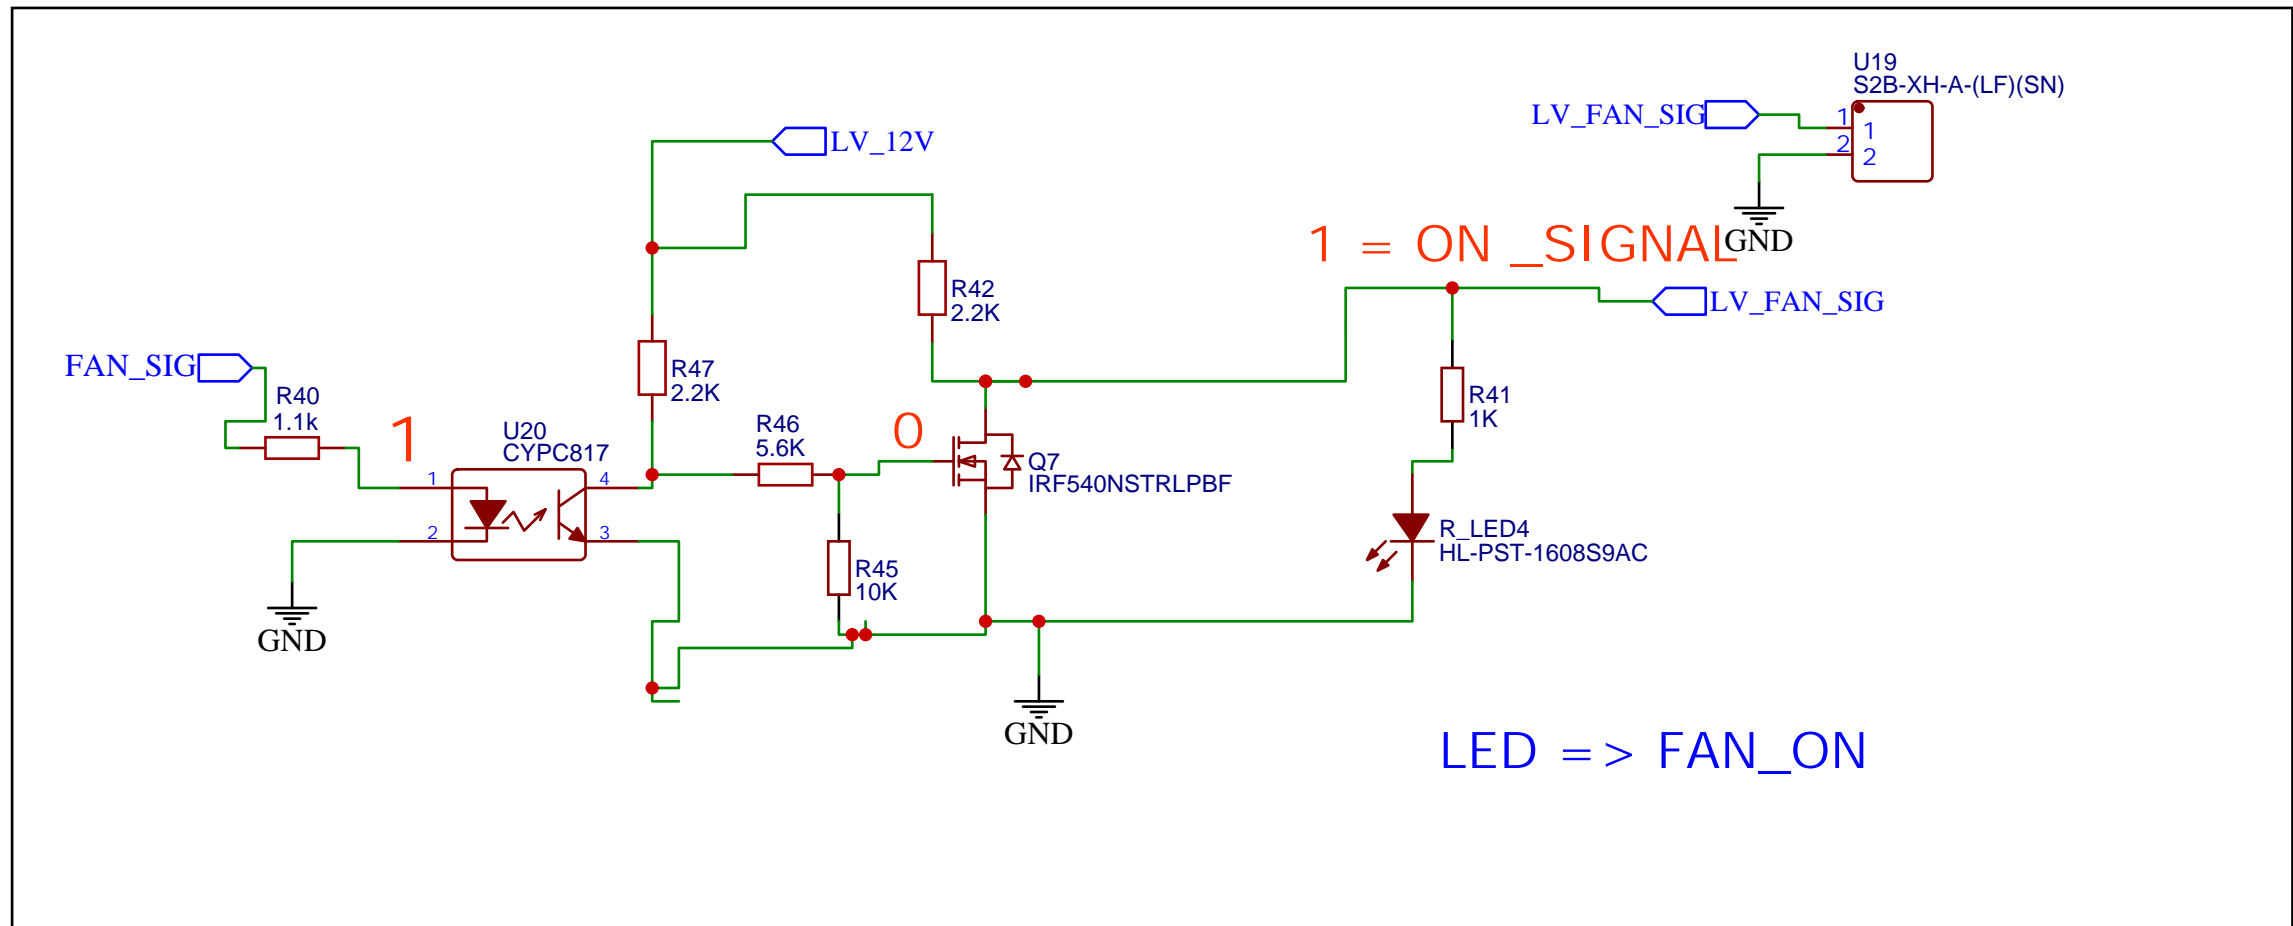 U19
S2B-XH-A-(LF)(SN)
LV_FAN_SIG
1
1
2
2
GND
LV_12V
1 = ON _SIGNAL
R42
2.2K
LV_FAN_SIG
FAN_SIG
R47
2.2K
R40
1.1k
R41
1K
1
U20
CYPC817
R46
5.6K
0
Q7
IRF540NSTRLPBF
1
4
2
3
R_LED4
HL-PST-1608S9AC
R45
10K
GND
GND
LED => FAN_ON